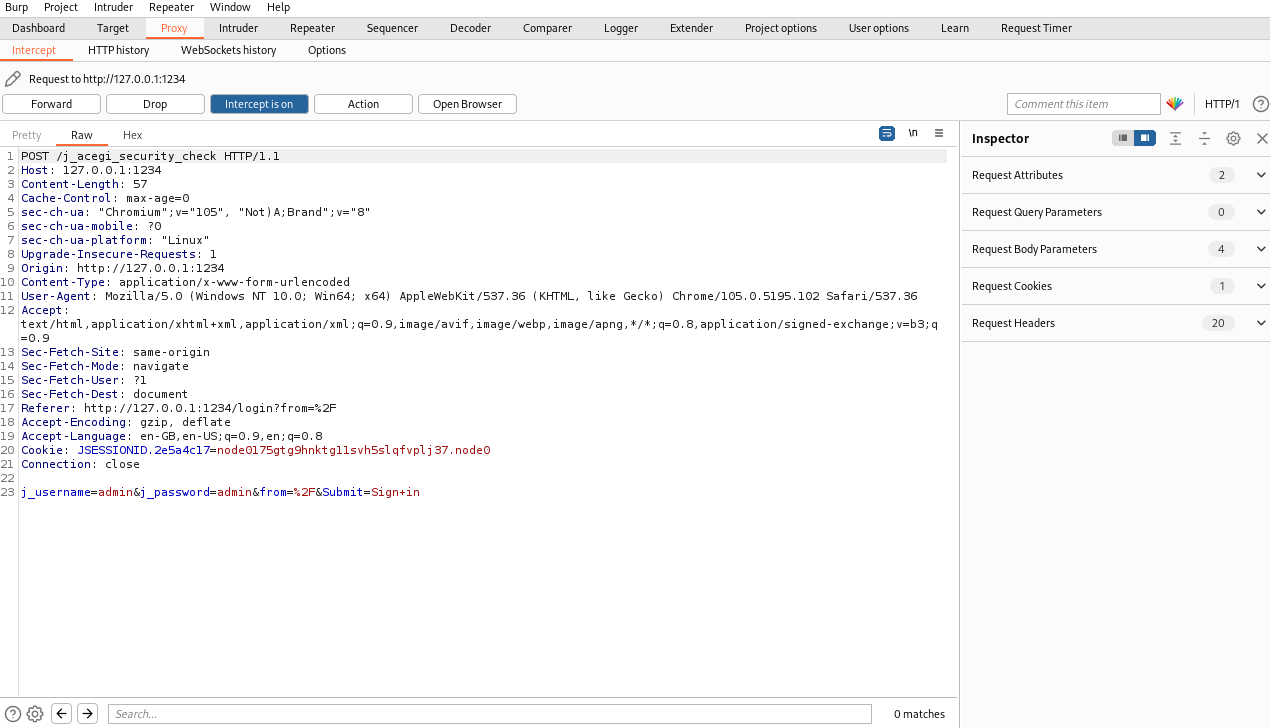 Burp Project Intruder Repeater Window Help
Dashboard Target Proxy Intruder Repeater Sequencer Decoder Comparer Logger Extender Project options User options Learn Request Timer
Intercept HTTP history WebSockets history Options
Request to http://127.0.0.1:1234
Forward Drop Intercept is on Action Open Browser Comment this item HTTP/1 ?
Pretty Raw Hex \n
1 POST /j_acegi_security_check HTTP/1.1
2 Host: 127.0.0.1:1234
3 Content-Length: 57
4 Cache-Control: max-age=0
5 sec-ch-ua: "Chromium";v="105", "Not)A;Brand";v="8"
6 sec-ch-ua-mobile: ?0
7 sec-ch-ua-platform: "Linux"
8 Upgrade-Insecure-Requests: 1
9 Origin: http://127.0.0.1:1234
10 Content-Type: application/x-www-form-urlencoded
11 User-Agent: Mozilla/5.0 (Windows NT 10.0; Win64; x64) AppleWebKit/537.36 (KHTML, like Gecko) Chrome/105.0.5195.102 Safari/537.36
12 Accept:
text/html,application/xhtml+xml,application/xml;q=0.9,image/avif,image/webp,image/apng,*/*;q=0.8,application/signed-exchange;v=b3;q
=0.9
13 Sec-Fetch-Site: same-origin
14 Sec-Fetch-Mode: navigate
15 Sec-Fetch-User: ?1
16 Sec-Fetch-Dest: document
17 Referer: http://127.0.0.1:1234/login?from=%2F
18 Accept-Encoding: gzip, deflate
19 Accept-Language: en-GB,en-US;q=0.9,en;q=0.8
20 Cookie: JSESSIONID.2e5a4c17=node0175gtg9hnktg11svh5slqfvplj37.node0
21 Connection: close
22
23 j_username=admin&j_password=admin&from=%2F&Submit=Sign+in
Inspector
Request Attributes 2
Request Query Parameters 0
Request Body Parameters 4
Request Cookies 1
Request Headers 20
? Search... 0 matches